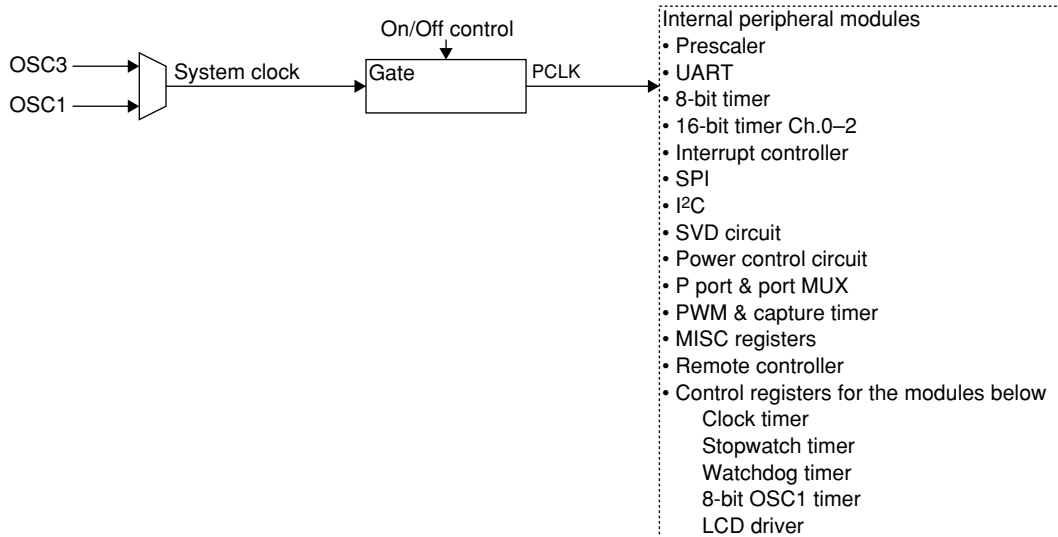 On/Off control
OSC3
OSC1
System clock
Gate
PCLK
Internal peripheral modules
• Prescaler
• UART
• 8-bit timer
• 16-bit timer Ch.0–2
• Interrupt controller
• SPI
• I²C
• SVD circuit
• Power control circuit
• P port & port MUX
• PWM & capture timer
• MISC registers
• Remote controller
• Control registers for the modules below
Clock timer
Stopwatch timer
Watchdog timer
8-bit OSC1 timer
LCD driver